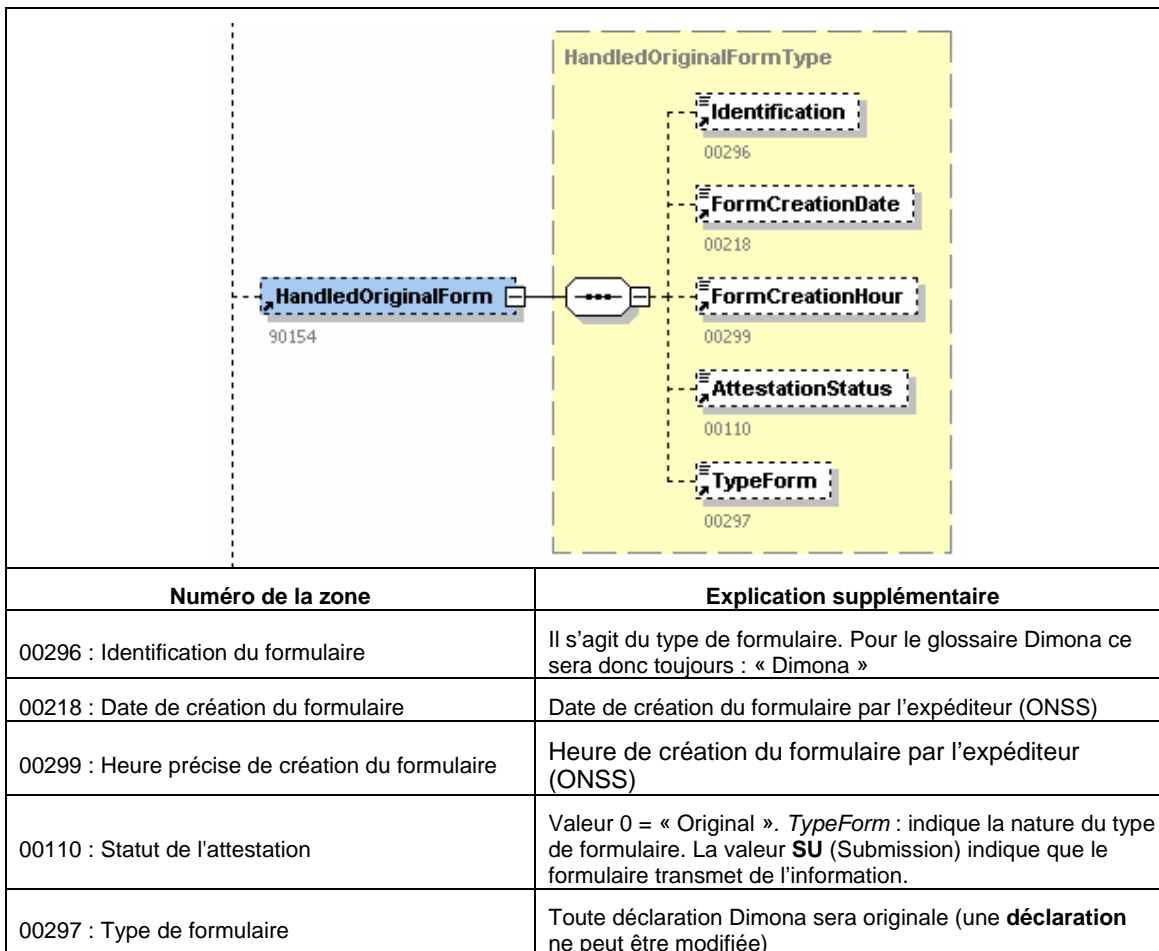 HandledOriginalFormType
Identification
00296
FormCreationDate
00218
HandledOriginalForm
90154
FormCreationHour
00299
AttestationStatus
00110
TypeForm
00297
Numéro de la zone
Explication supplémentaire
00296 : Identification du formulaire
Il s’agit du type de formulaire. Pour le glossaire Dimona ce
sera donc toujours : « Dimona »
00218 : Date de création du formulaire
Date de création du formulaire par l’expéditeur (ONSS)
00299 : Heure précise de création du formulaire
Heure de création du formulaire par l’expéditeur
(ONSS)
00110 : Statut de l'attestation
Valeur 0 = « Original ». TypeForm : indique la nature du type
de formulaire. La valeur SU (Submission) indique que le
formulaire transmet de l’information.
00297 : Type de formulaire
Toute déclaration Dimona sera originale (une déclaration
ne peut être modifiée)